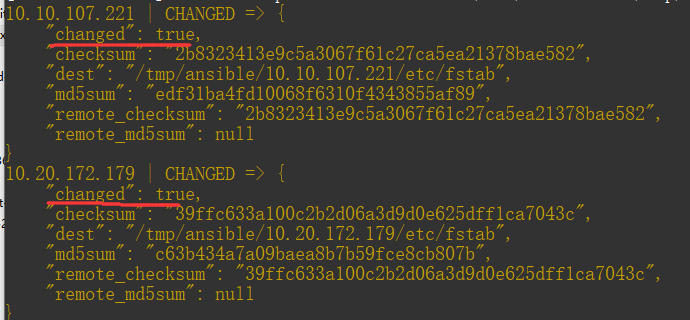 10.10.107.221 | CHANGED => {
    "changed": true,
    "checksum": "2b8323413e9c5a3067f61c27ca5ea21378bae582",
    "dest": "/tmp/ansible/10.10.107.221/etc/fstab",
    "md5sum": "edf31ba4fd10068f6310f4343855af89",
    "remote_checksum": "2b8323413e9c5a3067f61c27ca5ea21378bae582",
    "remote_md5sum": null
}
10.20.172.179 | CHANGED => {
    "changed": true,
    "checksum": "39ffc633a100c2b2d06a3d9d0e625dff1ca7043c",
    "dest": "/tmp/ansible/10.20.172.179/etc/fstab",
    "md5sum": "c63b434a7a09baea8b7b59fce8cb807b",
    "remote_checksum": "39ffc633a100c2b2d06a3d9d0e625dff1ca7043c",
    "remote_md5sum": null
}